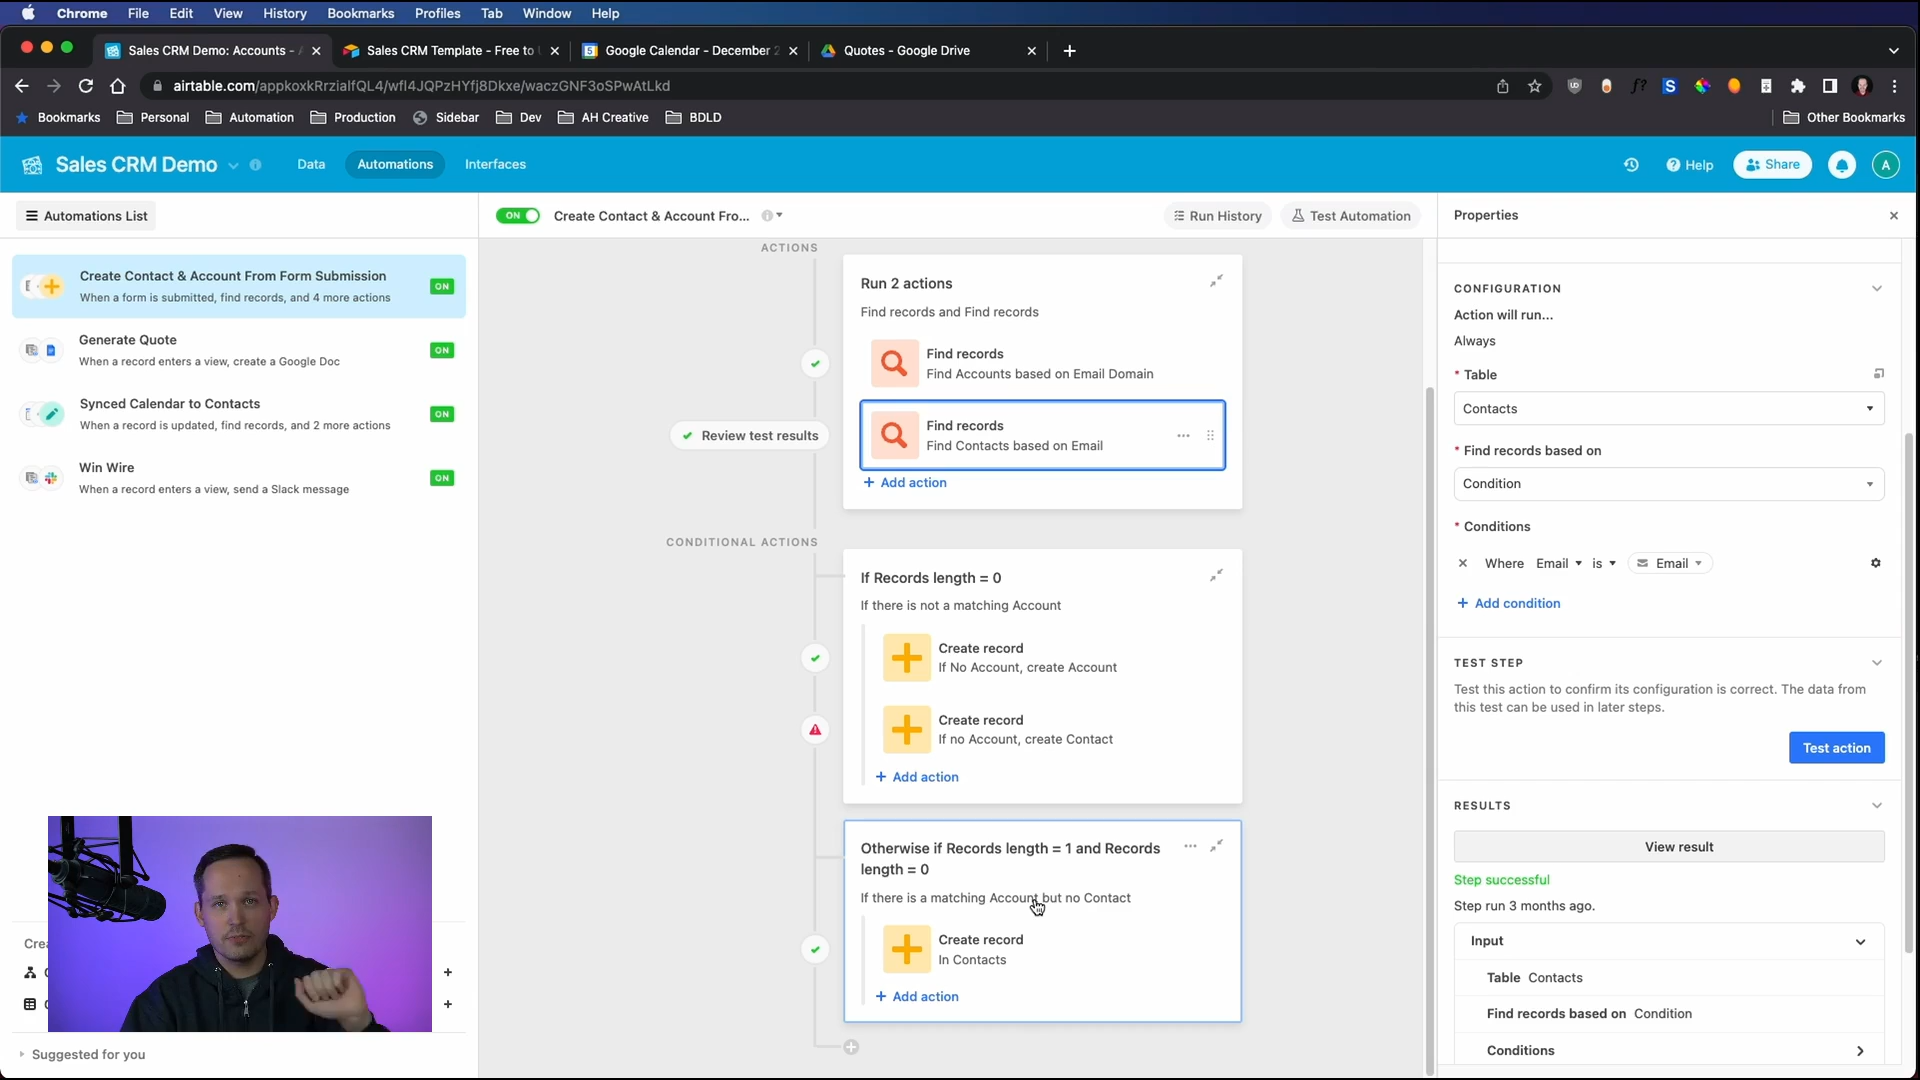 Chrome File Edit View History Bookmarks Profiles Tab Window Help
Sales CRM Demo: Accounts - Sales CRM Template - Free to Google Calendar - December Quotes - Google Drive
airtable.com/appkoxkRrzialfQL4/wfl4JQPzHYfj8Dkxe/waczGNF3oSPwAtLkd
Bookmarks Personal Automation Production Sidebar Dev AH Creative BDLD Other Bookmarks
Sales CRM Demo Data Automations Interfaces Help Share A
Automations List
ON Create Contact & Account Fro... Run History Test Automation
Properties
Create Contact & Account From Form Submission ON
When a form is submitted, find records, and 4 more actions
Generate Quote ON
When a record enters a view, create a Google Doc
Synced Calendar to Contacts ON
When a record is updated, find records, and 2 more actions
Win Wire ON
When a record enters a view, send a Slack message
Suggested for you
ACTIONS
Run 2 actions
Find records and Find records
Find records
Find Accounts based on Email Domain
Review test results
Find records
Find Contacts based on Email
+ Add action
CONDITIONAL ACTIONS
If Records length = 0
If there is not a matching Account
Create record
If No Account, create Account
Create record
If no Account, create Contact
+ Add action
Otherwise if Records length = 1 and Records
length = 0
If there is a matching Account but no Contact
Create record
In Contacts
+ Add action
CONFIGURATION
Action will run...
Always
* Table
Contacts
* Find records based on
Condition
* Conditions
Where Email is Email
+ Add condition
TEST STEP
Test this action to confirm its configuration is correct. The data from
this test can be used in later steps.
Test action
RESULTS
View result
Step successful
Step run 3 months ago.
Input
Table Contacts
Find records based on Condition
Conditions